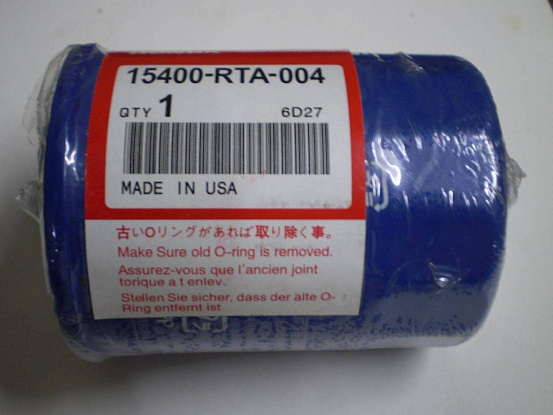 15400-RTA-004
QTY 1 6D27
MADE IN USA
古いOリングがあれば取り除く事。
Make Sure old O-ring is removed.
Assurez-vous que l'ancien joint
torique a t enlev.
Stellen Sie sicher, dass der alte O-
Ring entfernt ist